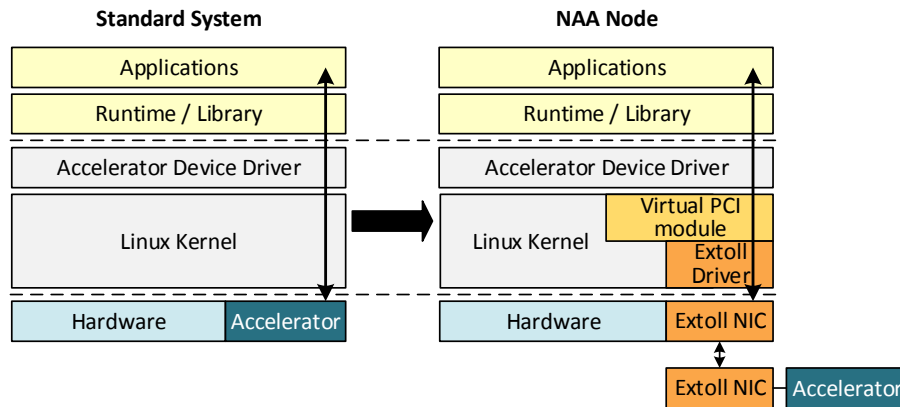 Standard System
Applications
Runtime / Library
Accelerator Device Driver
Linux Kernel
Hardware
Accelerator
NAA Node
Applications
Runtime / Library
Accelerator Device Driver
Virtual PCI
module
Linux Kernel
Extoll
Driver
Hardware
Extoll NIC
Extoll NIC
Accelerator